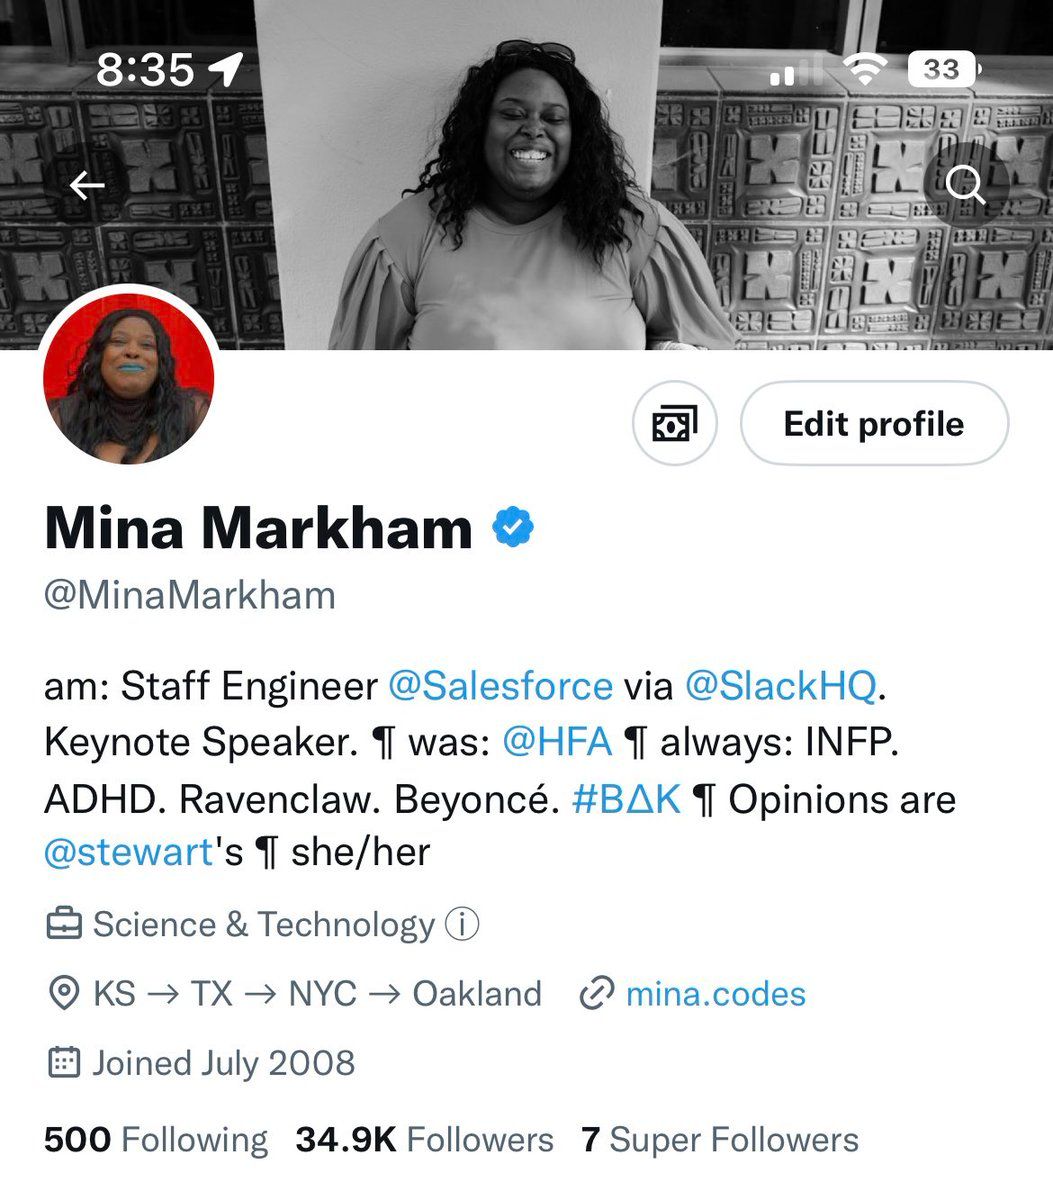 8:35
33
Edit profile
Mina Markham
@MinaMarkham
am: Staff Engineer @Salesforce via @SlackHQ.
Keynote Speaker. ¶ was: @HFA ¶ always: INFP.
ADHD. Ravenclaw. Beyoncé. #BΔK ¶ Opinions are
@stewart's ¶ she/her
Science & Technology
KS → TX → NYC → Oakland mina.codes
Joined July 2008
500 Following 34.9K Followers 7 Super Followers